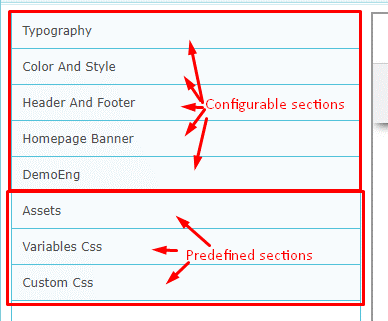 Typography
Color And Style
Header And Footer
Configurable sections
Homepage Banner
DemoEng
Assets
Variables Css
Predefined sections
Custom Css